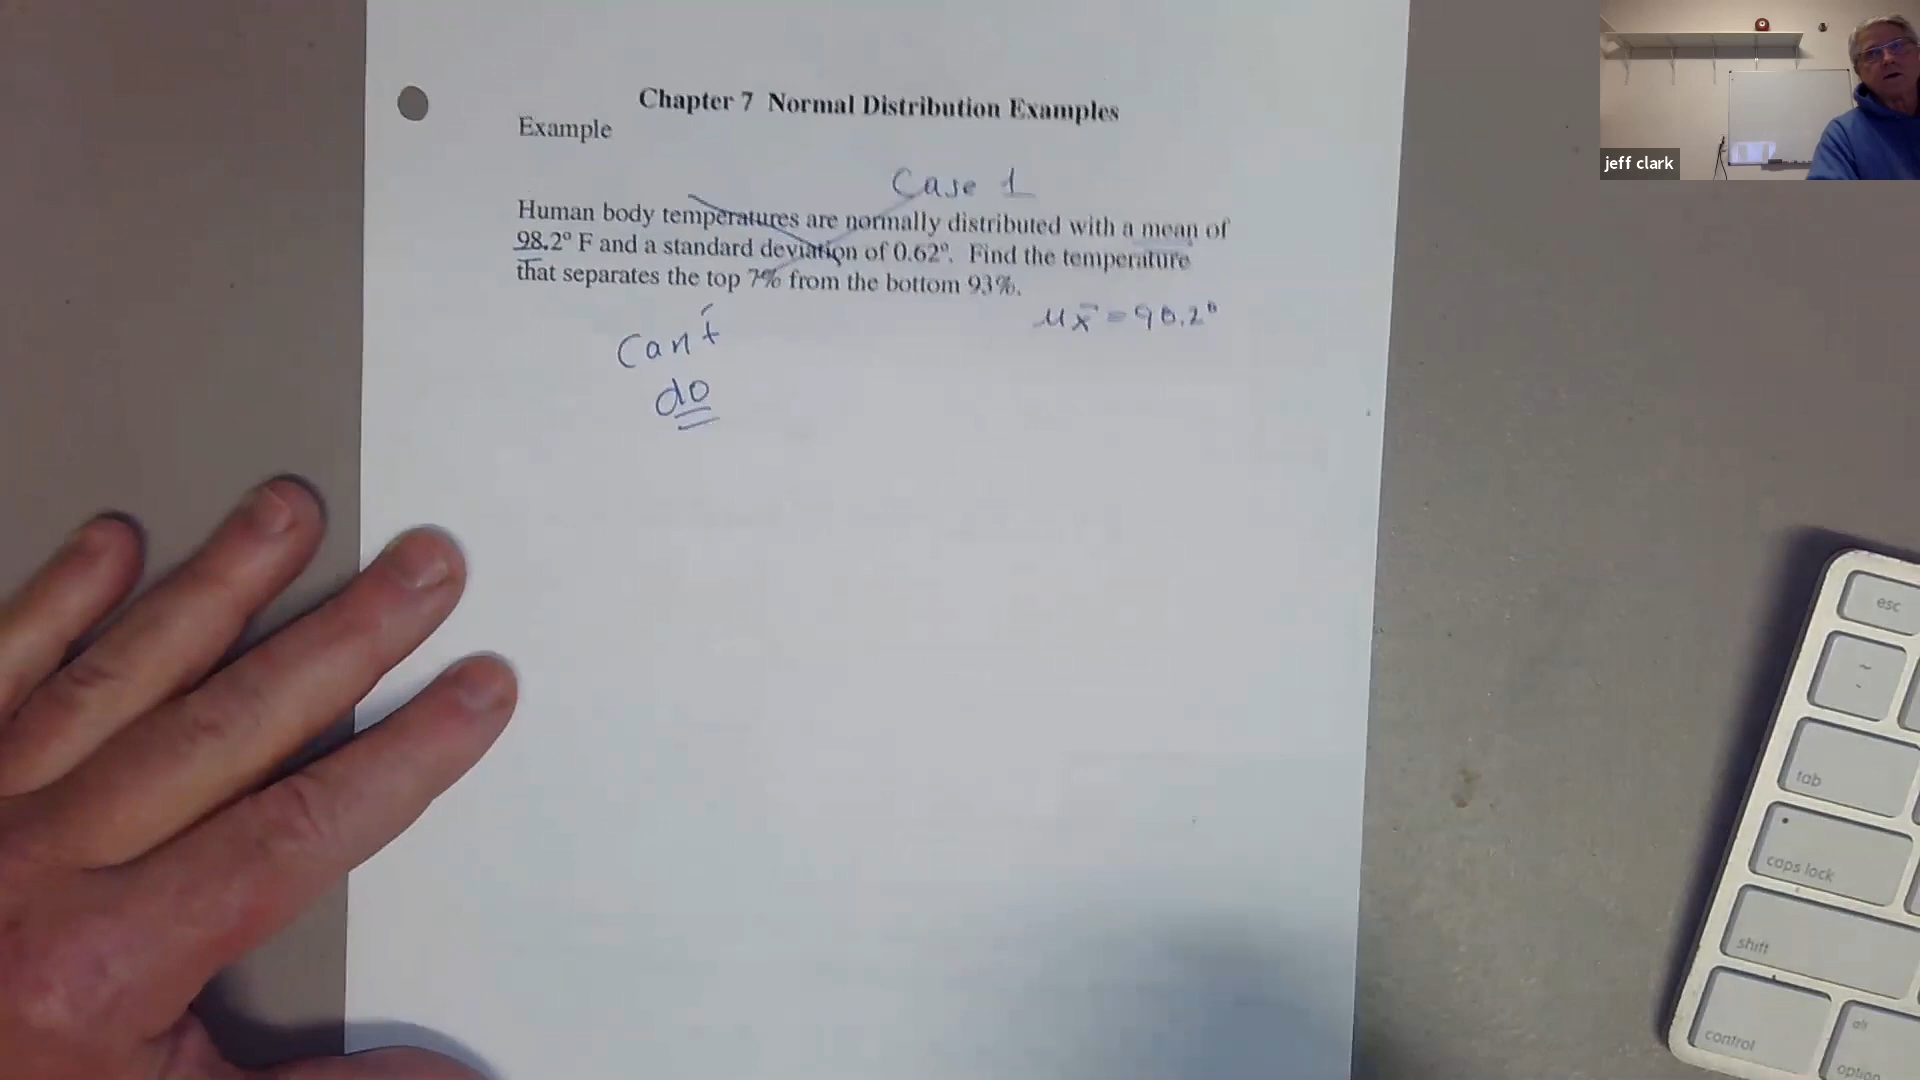 Chapter 7 Normal Distribution Examples
Example
Case 1
Human body temperatures are normally distributed with a mean of
98.2° F and a standard deviation of 0.62°. Find the temperature
that separates the top 7% from the bottom 93%.
Can't
do
μx̄ = 98.2°
jeff clark
esc
~
tab
caps lock
shift
control
alt
option